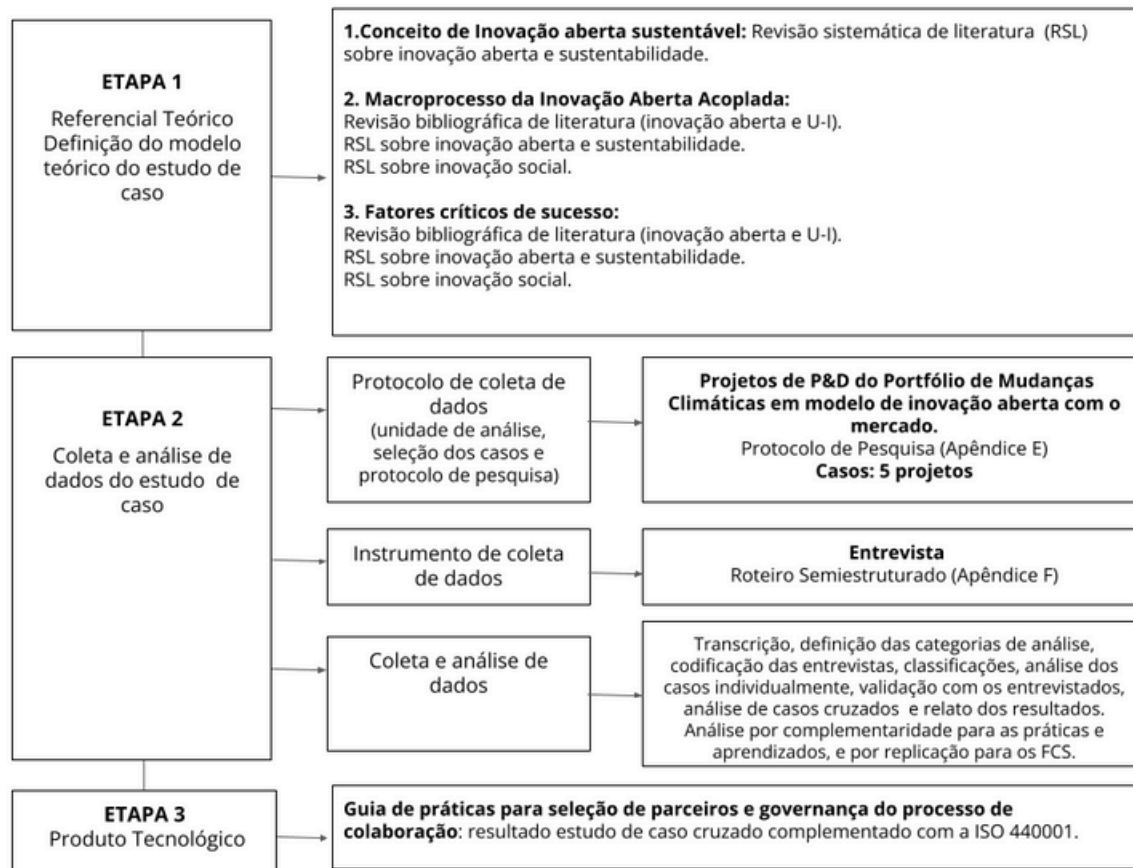 ETAPA 1
Referencial Teórico
Definição do modelo
teórico do estudo de
caso
1.Conceito de Inovação aberta sustentável: Revisão sistemática de literatura (RSL)
sobre inovação aberta e sustentabilidade.
2. Macroprocesso da Inovação Aberta Acoplada:
Revisão bibliográfica de literatura (inovação aberta e U-I).
RSL sobre inovação aberta e sustentabilidade.
RSL sobre inovação social.
3. Fatores críticos de sucesso:
Revisão bibliográfica de literatura (inovação aberta e U-I).
RSL sobre inovação aberta e sustentabilidade.
RSL sobre inovação social.
ETAPA 2
Coleta e análise de
dados do estudo de
caso
Protocolo de coleta de
dados
(unidade de análise,
seleção dos casos e
protocolo de pesquisa)
Projetos de P&D do Portfólio de Mudanças
Climáticas em modelo de inovação aberta com o
mercado.
Protocolo de Pesquisa (Apêndice E)
Casos: 5 projetos
Instrumento de coleta
de dados
Entrevista
Roteiro Semiestruturado (Apêndice F)
Coleta e análise de
dados
Transcrição, definição das categorias de análise,
codificação das entrevistas, classificações, análise dos
casos individualmente, validação com os entrevistados,
análise de casos cruzados e relato dos resultados.
Análise por complementaridade para as práticas e
aprendizados, e por replicação para os FCS.
ETAPA 3
Produto Tecnológico
Guia de práticas para seleção de parceiros e governança do processo de
colaboração: resultado estudo de caso cruzado complementado com a ISO 440001.